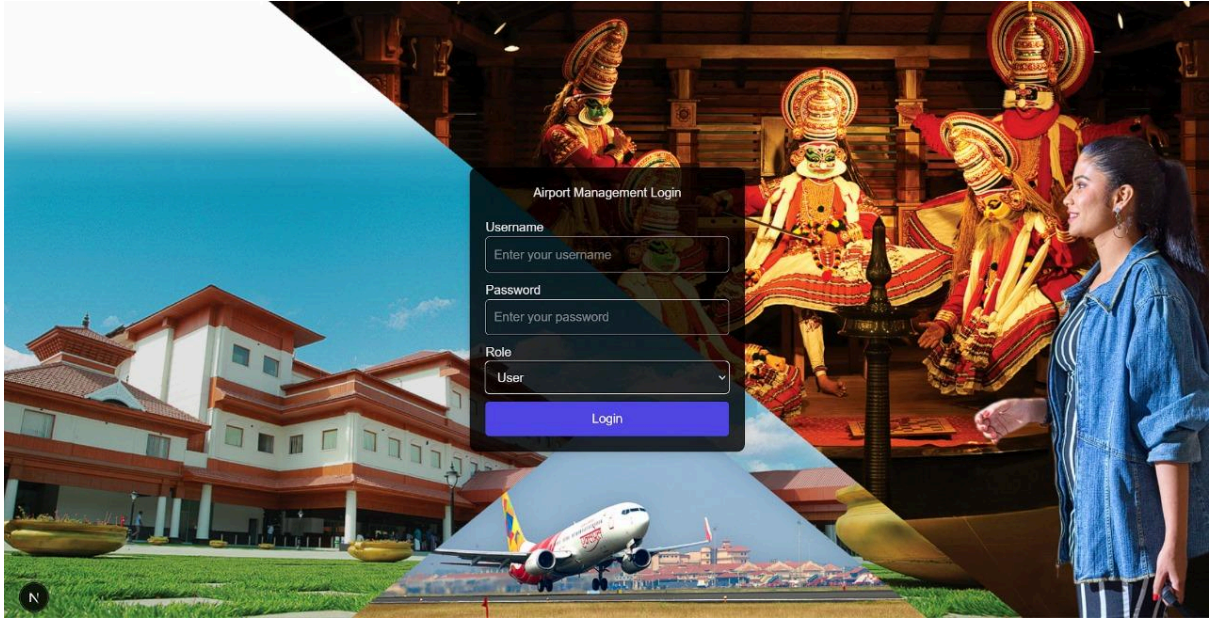 Airport Management Login
Username
Enter your username
Password
Enter your password
Role
User
Login
N